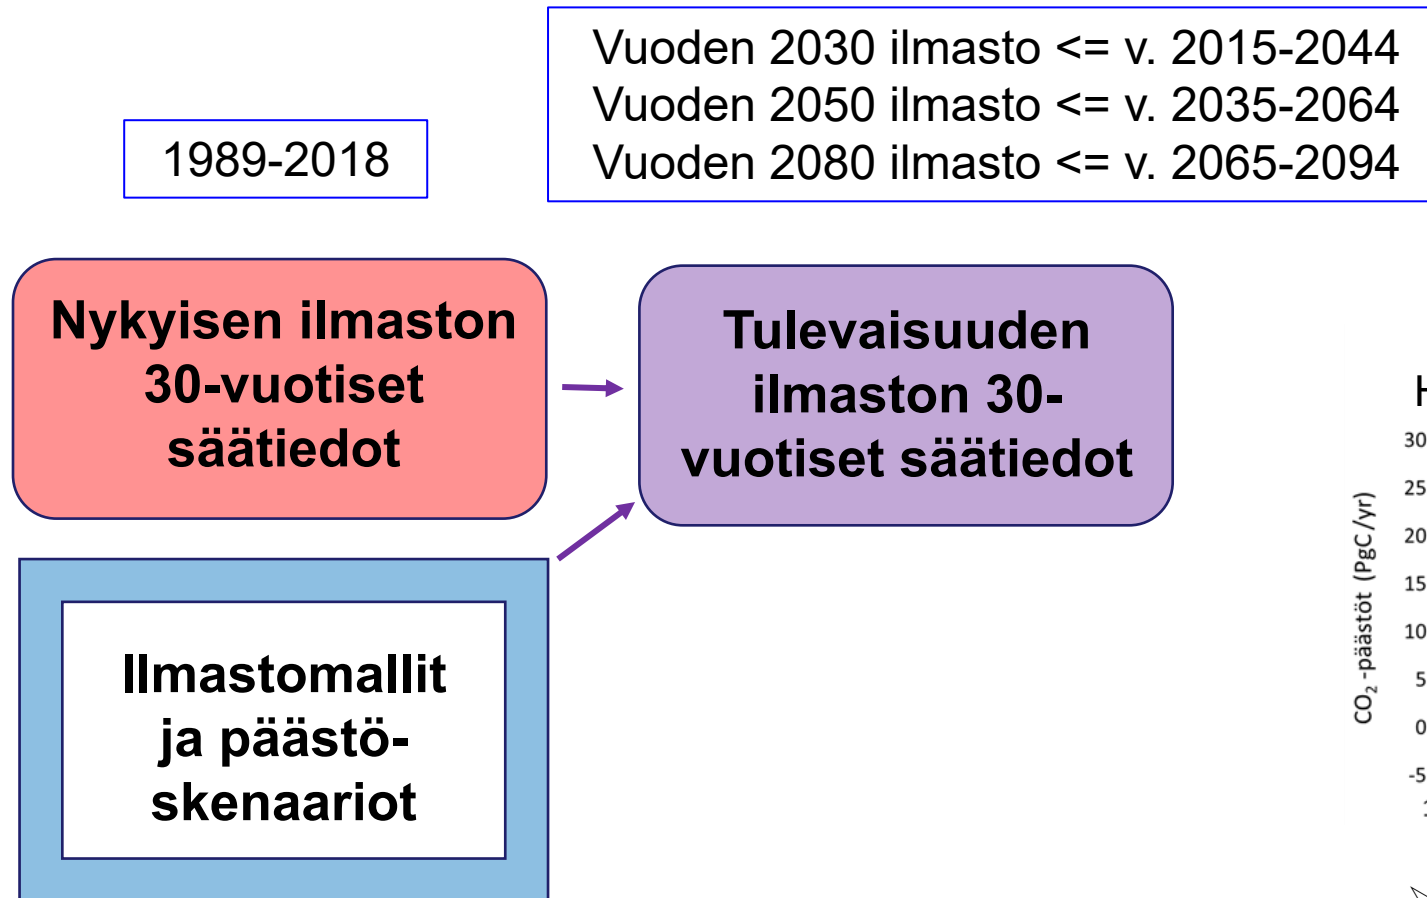 Vuoden 2030 ilmasto <= v. 2015-2044
Vuoden 2050 ilmasto <= v. 2035-2064
Vuoden 2080 ilmasto <= v. 2065-2094
1989-2018
Nykyisen ilmaston
30-vuotiset
säätiedot
Tulevaisuuden
ilmaston 30-
vuotiset säätiedot
Ilmastomallit
ja päästö-
skenaariot
H
CO₂ -päästöt (PgC/yr)
30
25
20
15
10
5
0
-5
1